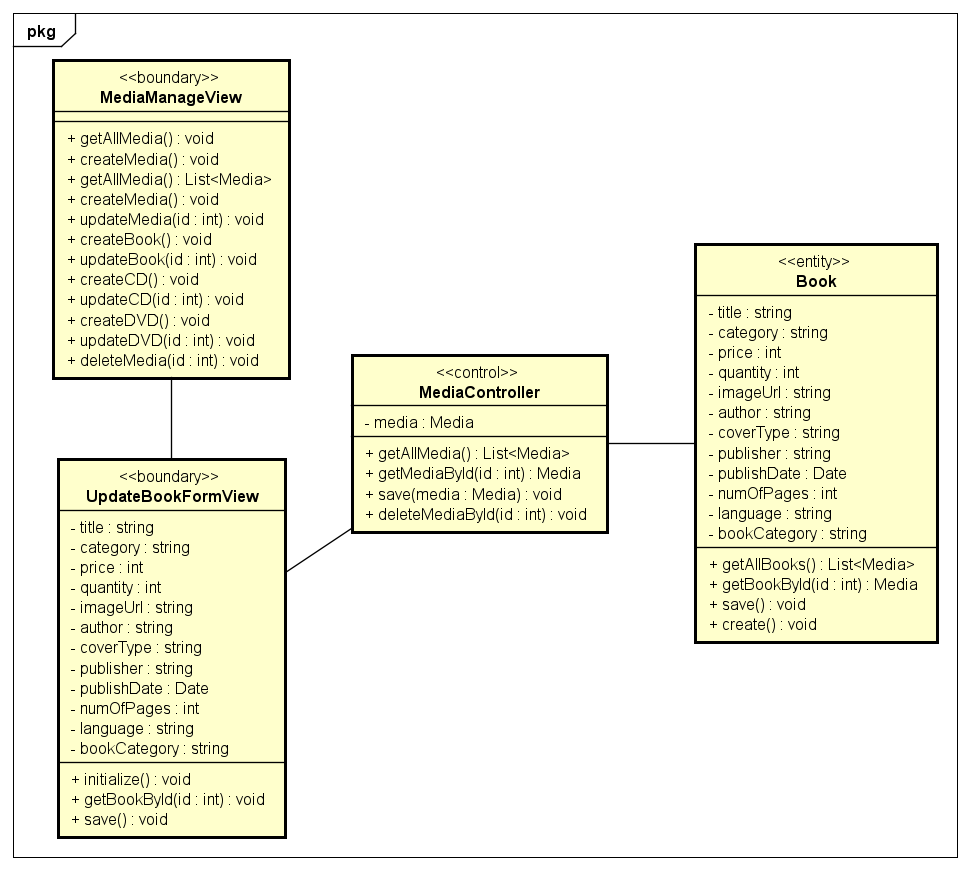 pkg
<<boundary>>
MediaManageView
+ getAllMedia() : void
+ createMedia() : void
+ getAllMedia() : List<Media>
+ createMedia() : void
+ updateMedia(id : int) : void
+ createBook() : void
+ updateBook(id : int) : void
+ createCD() : void
+ updateCD(id : int) : void
+ createDVD() : void
+ updateDVD(id : int) : void
+ deleteMedia(id : int) : void
<<boundary>>
UpdateBookFormView
- title : string
- category : string
- price : int
- quantity : int
- imageUrl : string
- author : string
- coverType : string
- publisher : string
- publishDate : Date
- numOfPages : int
- language : string
- bookCategory : string
+ initialize() : void
+ getBookById(id : int) : void
+ save() : void
<<control>>
MediaController
- media : Media
+ getAllMedia() : List<Media>
+ getMediaById(id : int) : Media
+ save(media : Media) : void
+ deleteMediaById(id : int) : void
<<entity>>
Book
- title : string
- category : string
- price : int
- quantity : int
- imageUrl : string
- author : string
- coverType : string
- publisher : string
- publishDate : Date
- numOfPages : int
- language : string
- bookCategory : string
+ getAllBooks() : List<Media>
+ getBookById(id : int) : Media
+ save() : void
+ create() : void